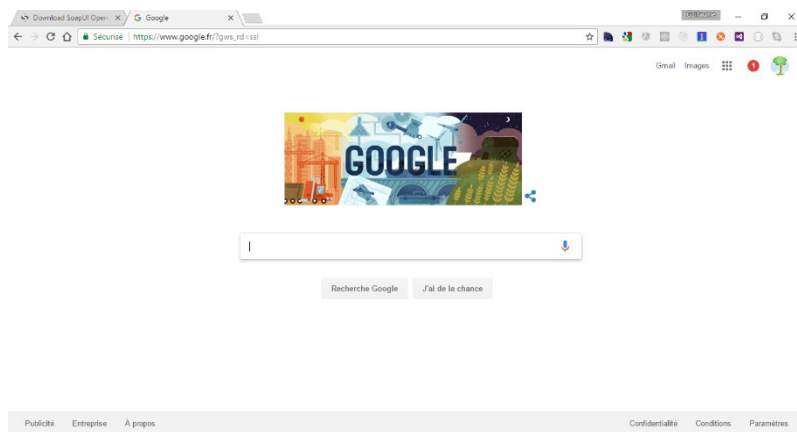 Download SoapUI Open
Google
Guillaume
Sécurisé
https://www.google.fr/?gws_rd=ssl
Gmail
Images
1
GOOGLE
Recherche Google
J'ai de la chance
Publicité
Entreprise
À propos
Confidentialité
Conditions
Paramètres